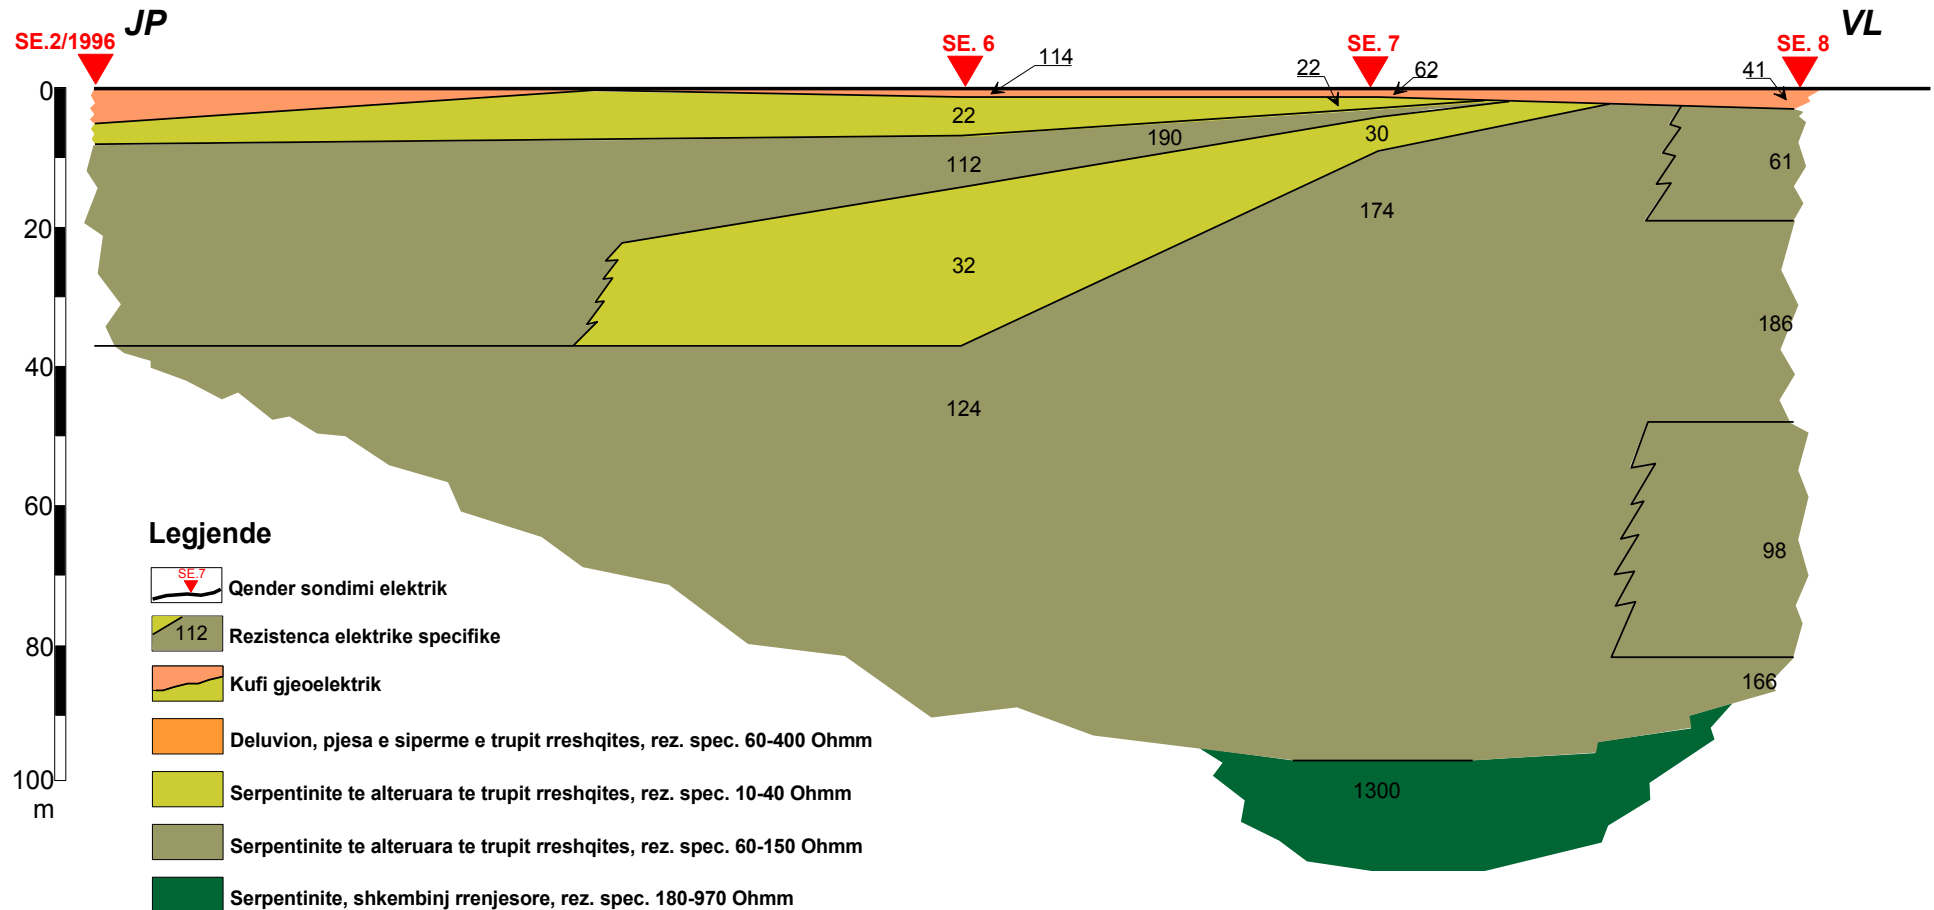 JP
VL
SE.2/1996
SE. 6
SE. 7
SE. 8
114
22
62
41
0
22
190
30
112
61
174
20
32
186
40
124
60
98
80
166
100
m
1300
Legjende
SE.7
Qender sondimi elektrik
112
Rezistenca elektrike specifike
Kufi gjeoelektrik
Deluvion, pjesa e siperme e trupit rreshqites, rez. spec. 60-400 Ohmm
Serpentinite te alteruara te trupit rreshqites, rez. spec. 10-40 Ohmm
Serpentinite te alteruara te trupit rreshqites, rez. spec. 60-150 Ohmm
Serpentinite, shkembinj rrenjesore, rez. spec. 180-970 Ohmm